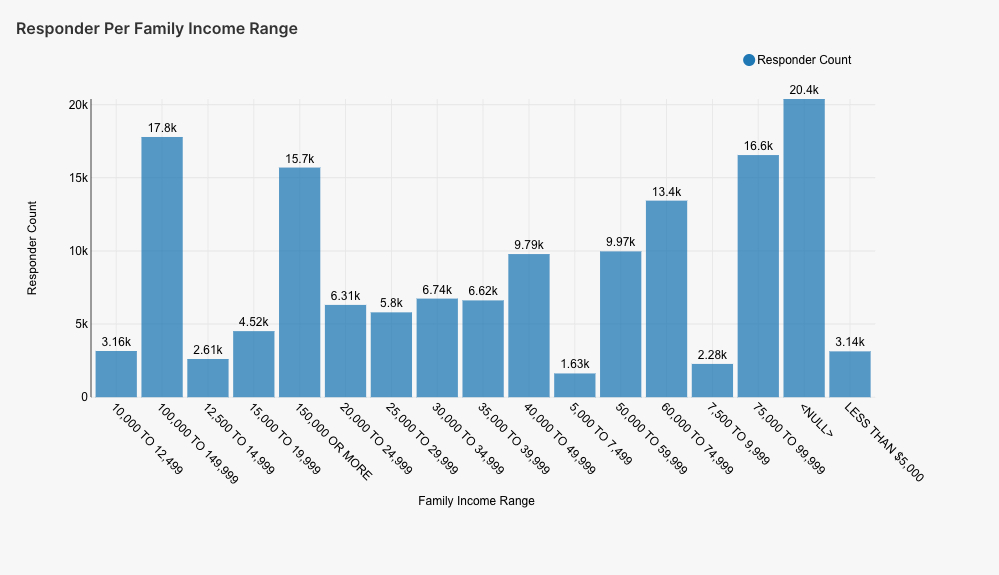 Responder Per Family Income Range
Responder Count
20k
15k
10k
5k
0
Responder Count
3.16k
17.8k
2.61k
4.52k
15.7k
6.31k
5.8k
6.74k
6.62k
9.79k
1.63k
9.97k
13.4k
2.28k
16.6k
20.4k
3.14k
10,000 TO 12,499
100,000 TO 149,999
12,500 TO 14,999
15,000 TO 19,999
150,000 OR MORE
20,000 TO 24,999
25,000 TO 29,999
30,000 TO 34,999
35,000 TO 39,999
40,000 TO 49,999
5,000 TO 7,499
50,000 TO 59,999
60,000 TO 74,999
7,500 TO 9,999
75,000 TO 99,999
<NULL>
LESS THAN $5,000
Family Income Range